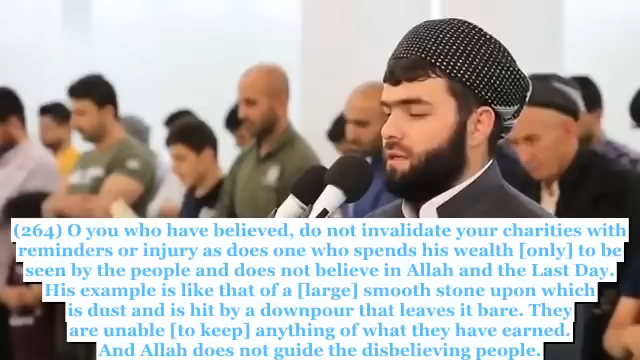 (264) O you who have believed, do not invalidate your charities with
reminders or injury as does one who spends his wealth [only] to be
seen by the people and does not believe in Allah and the Last Day.
His example is like that of a [large] smooth stone upon which
is dust and is hit by a downpour that leaves it bare. They
are unable [to keep] anything of what they have earned.
And Allah does not guide the disbelieving people.